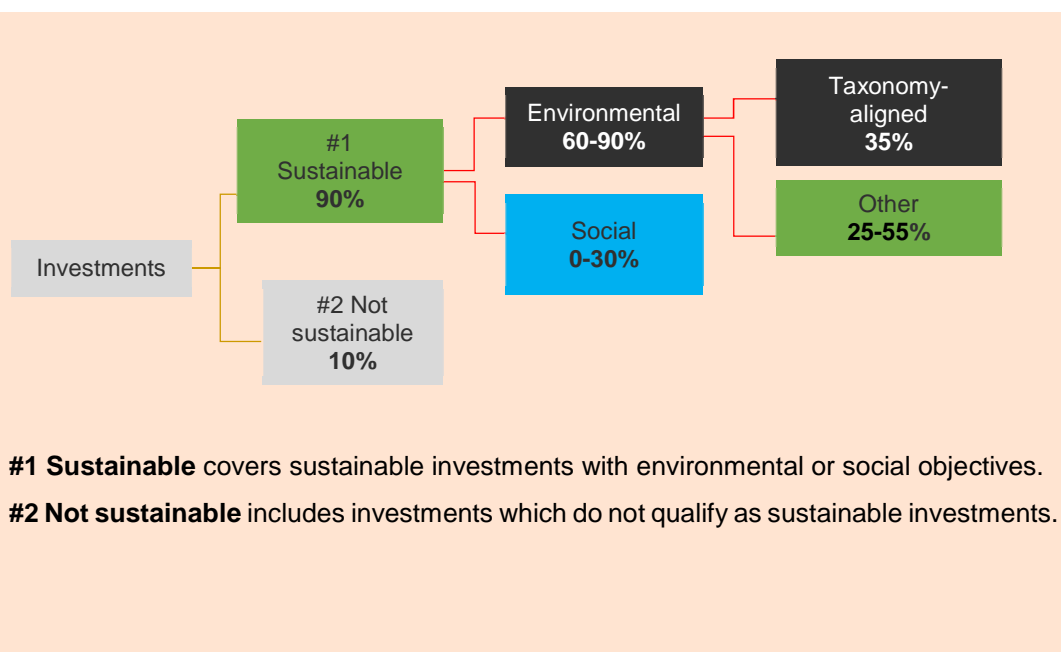 Investments
#1
Sustainable
90%
#2 Not
sustainable
10%
Environmental
60-90%
Social
0-30%
Taxonomy-
aligned
35%
Other
25-55%
#1 Sustainable covers sustainable investments with environmental or social objectives.
#2 Not sustainable includes investments which do not qualify as sustainable investments.